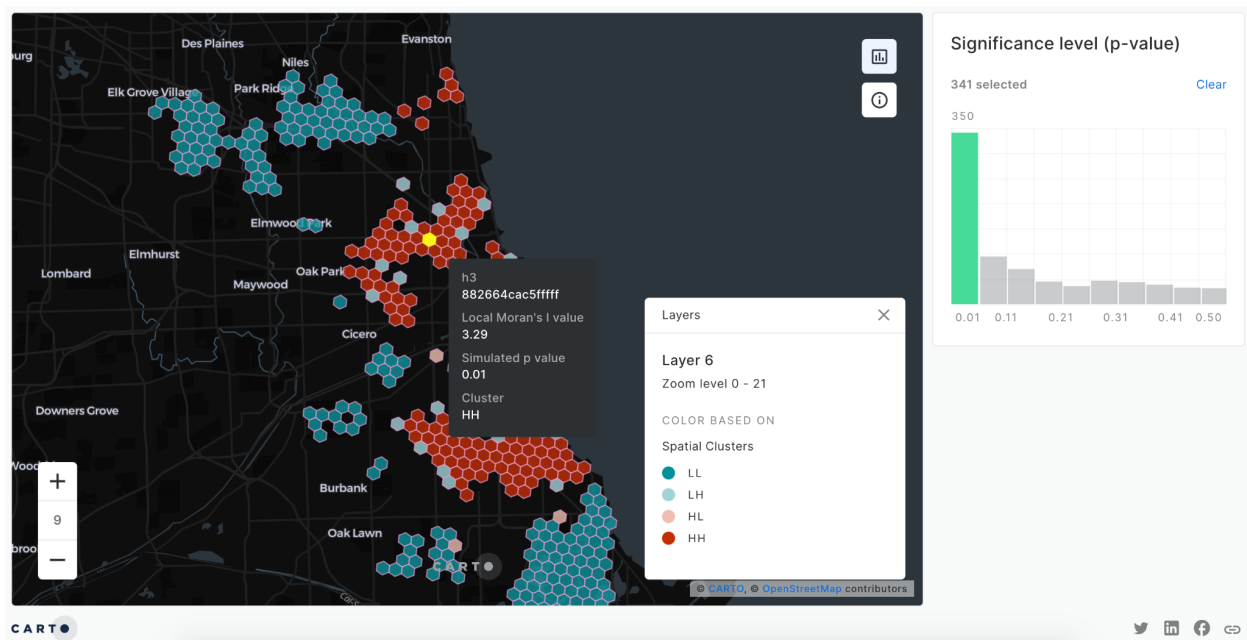 Des Plaines
Evanston
Niles
Elk Grove Village
Park Ridge
Elmwood Park
Elmhurst
Lombard
Oak Park
Maywood
Cicero
Downers Grove
Burbank
Oak Lawn
h3
882664cac5fffff
Local Moran's I value
3.29
Simulated p value
0.01
Cluster
HH
+
9
−
CARTO
Layers
Layer 6
Zoom level 0 - 21
COLOR BASED ON
Spatial Clusters
LL
LH
HL
HH
© CARTO, © OpenStreetMap contributors
Significance level (p-value)
341 selected Clear
350
0.01 0.11 0.21 0.31 0.41 0.50
CARTO